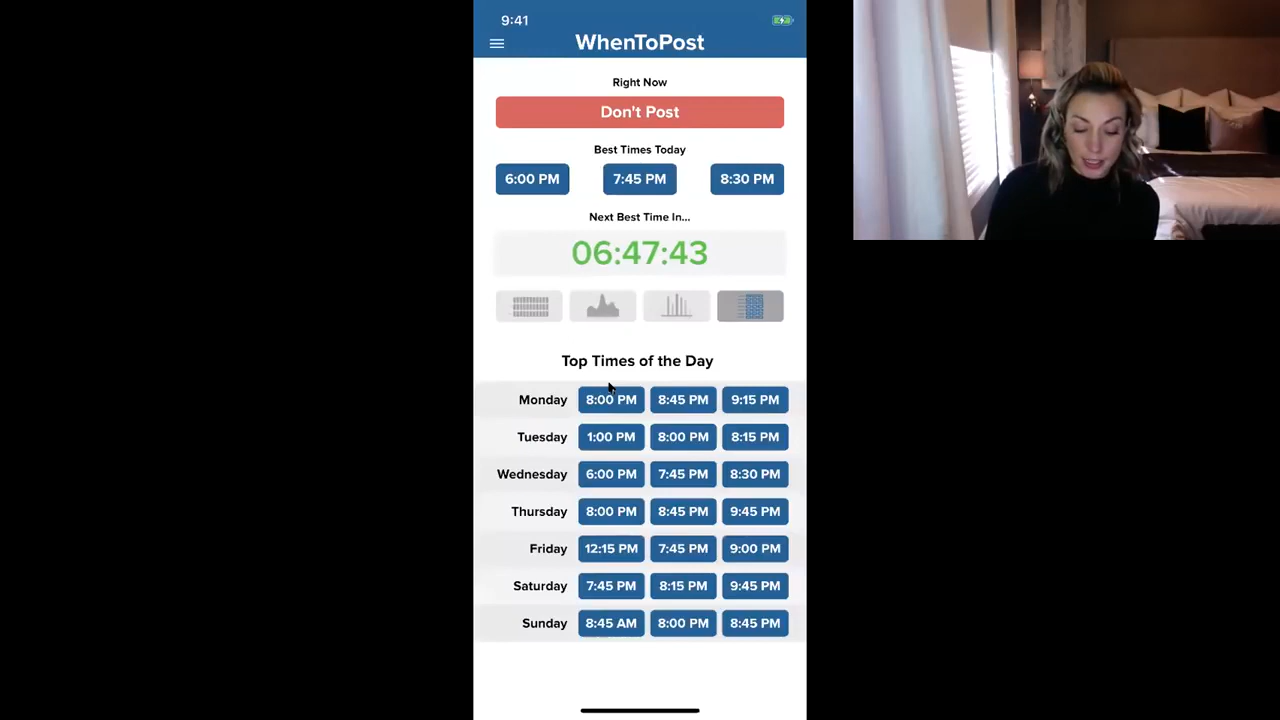 9:41
WhenToPost
Right Now
Don't Post
Best Times Today
6:00 PM 7:45 PM 8:30 PM
Next Best Time In...
06:47:43
Top Times of the Day
Monday 8:00 PM 8:45 PM 9:15 PM
Tuesday 1:00 PM 8:00 PM 8:15 PM
Wednesday 6:00 PM 7:45 PM 8:30 PM
Thursday 8:00 PM 8:45 PM 9:45 PM
Friday 12:15 PM 7:45 PM 9:00 PM
Saturday 7:45 PM 8:15 PM 9:45 PM
Sunday 8:45 AM 8:00 PM 8:45 PM